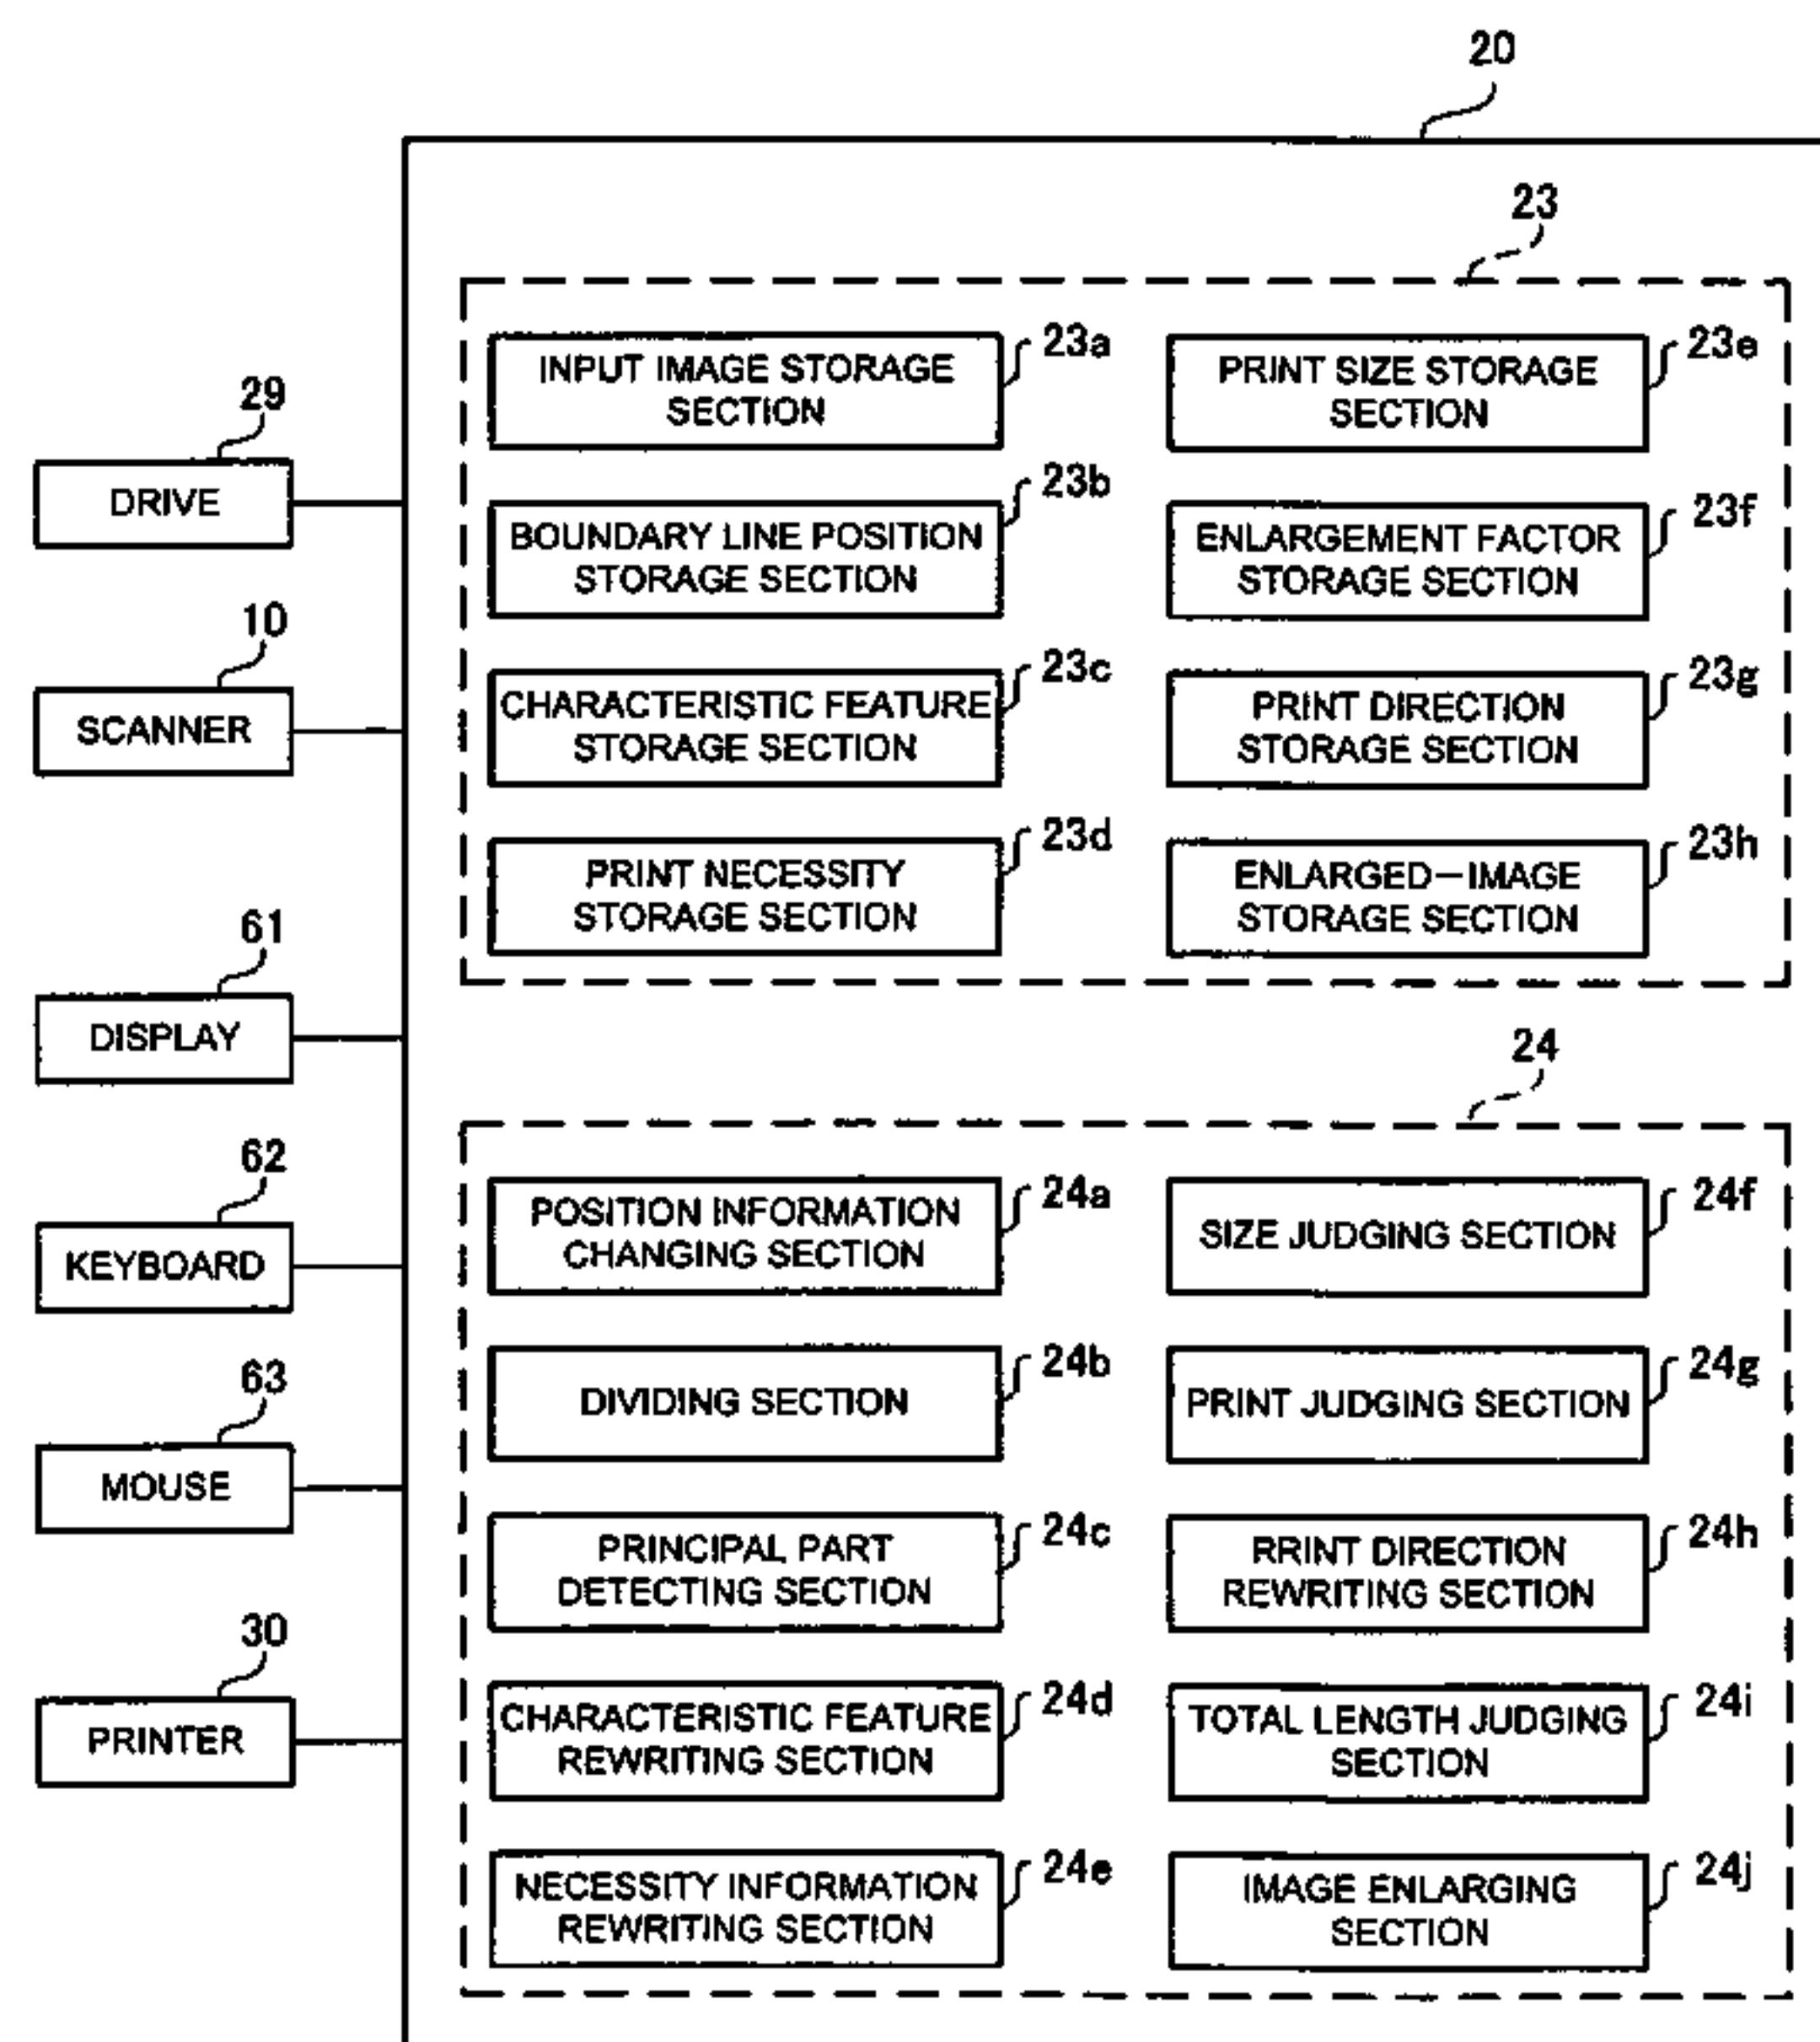 20
23
INPUT IMAGE STORAGE
SECTION
23a
PRINT SIZE STORAGE
SECTION
23e
BOUNDARY LINE POSITION
STORAGE SECTION
23b
ENLARGEMENT FACTOR
STORAGE SECTION
23f
CHARACTERISTIC FEATURE
STORAGE SECTION
23c
PRINT DIRECTION
STORAGE SECTION
23g
PRINT NECESSITY
STORAGE SECTION
23d
ENLARGED-IMAGE
STORAGE SECTION
23h
29
DRIVE
10
SCANNER
61
DISPLAY
62
KEYBOARD
63
MOUSE
30
PRINTER
24
POSITION INFORMATION
CHANGING SECTION
24a
SIZE JUDGING SECTION
24f
DIVIDING SECTION
24b
PRINT JUDGING SECTION
24g
PRINCIPAL PART
DETECTING SECTION
24c
RRINT DIRECTION
REWRITING SECTION
24h
CHARACTERISTIC FEATURE
REWRITING SECTION
24d
TOTAL LENGTH JUDGING
SECTION
24i
NECESSITY INFORMATION
REWRITING SECTION
24e
IMAGE ENLARGING
SECTION
24j